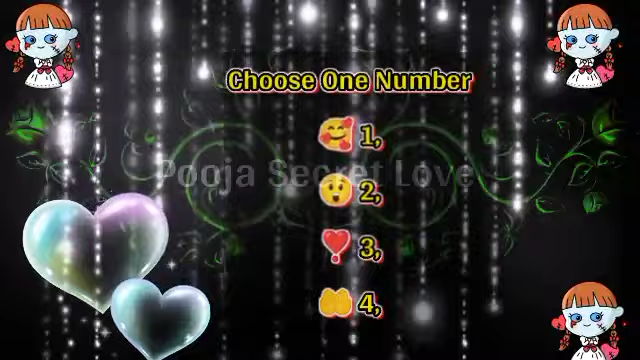 Choose One Number
🥰 1,
Pooja Secret Love
😲 2,
❣️ 3,
🤲 4,